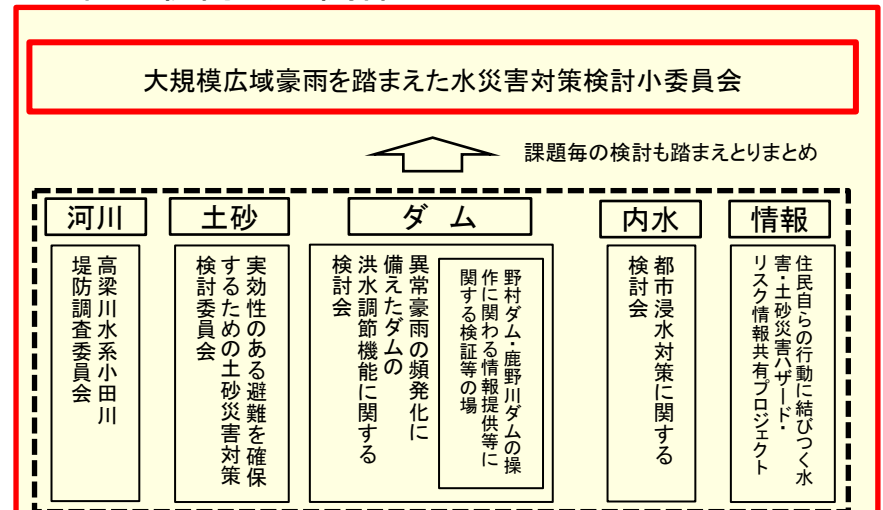 大規模広域豪雨を踏まえた水災害対策検討小委員会
課題毎の検討も踏まえとりまとめ
河川
高梁川水系小田川
堤防調査委員会
土砂
実効性のある避難を確保
するための土砂災害対策
検討委員会
ダム
異常豪雨の頻発化に
備えたダムの
洪水調節機能に関する
検討会
野村ダム・鹿野川ダムの操
作に関わる情報提供等に
関する検証等の場
内水
都市浸水対策に関する
検討会
情報
住民自らの行動に結びつく水
害・土砂災害ハザード・
リスク情報共有プロジェクト